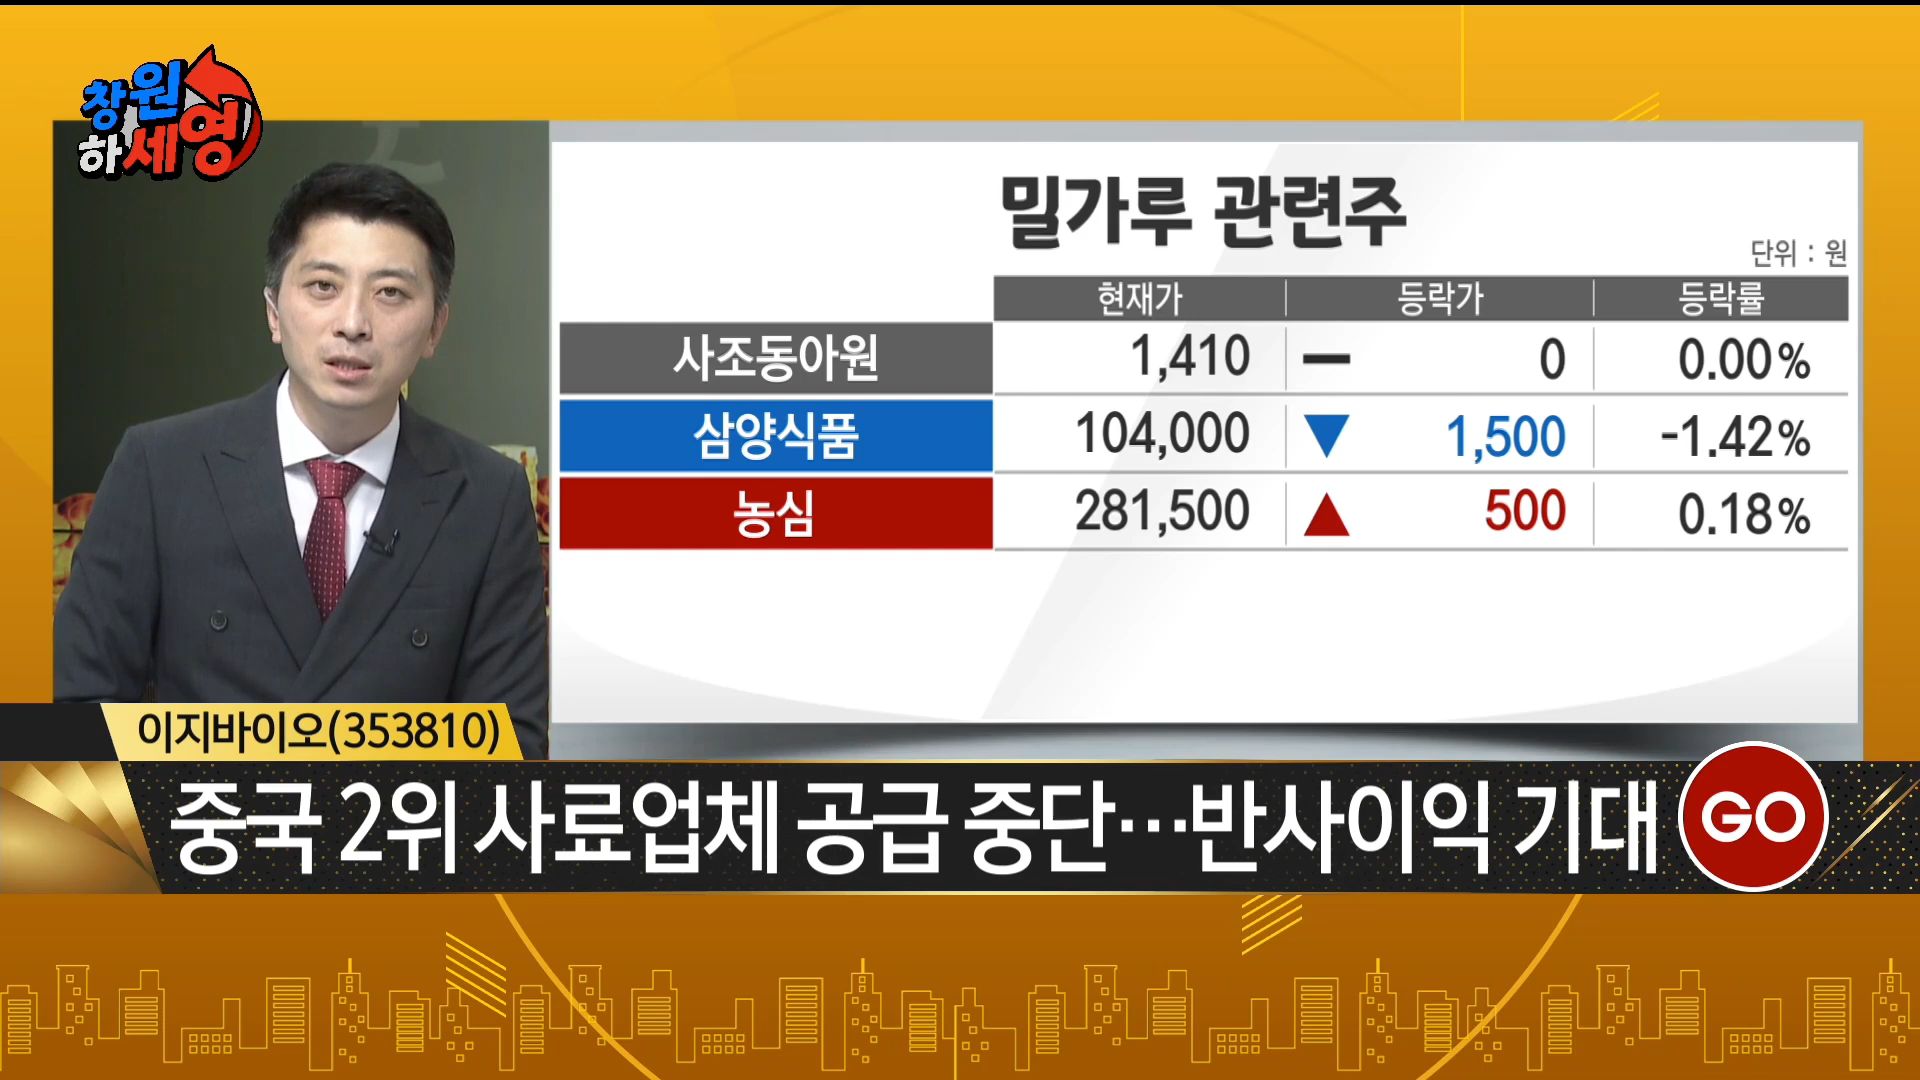 창원
하세영
밀가루 관련주
단위 : 원
현재가 등락가 등락률
사조동아원 1,410 0 0.00%
삼양식품 104,000 ▼ 1,500 -1.42%
농심 281,500 ▲ 500 0.18%
이지바이오(353810)
중국 2위 사료업체 공급 중단…반사이익 기대 GO